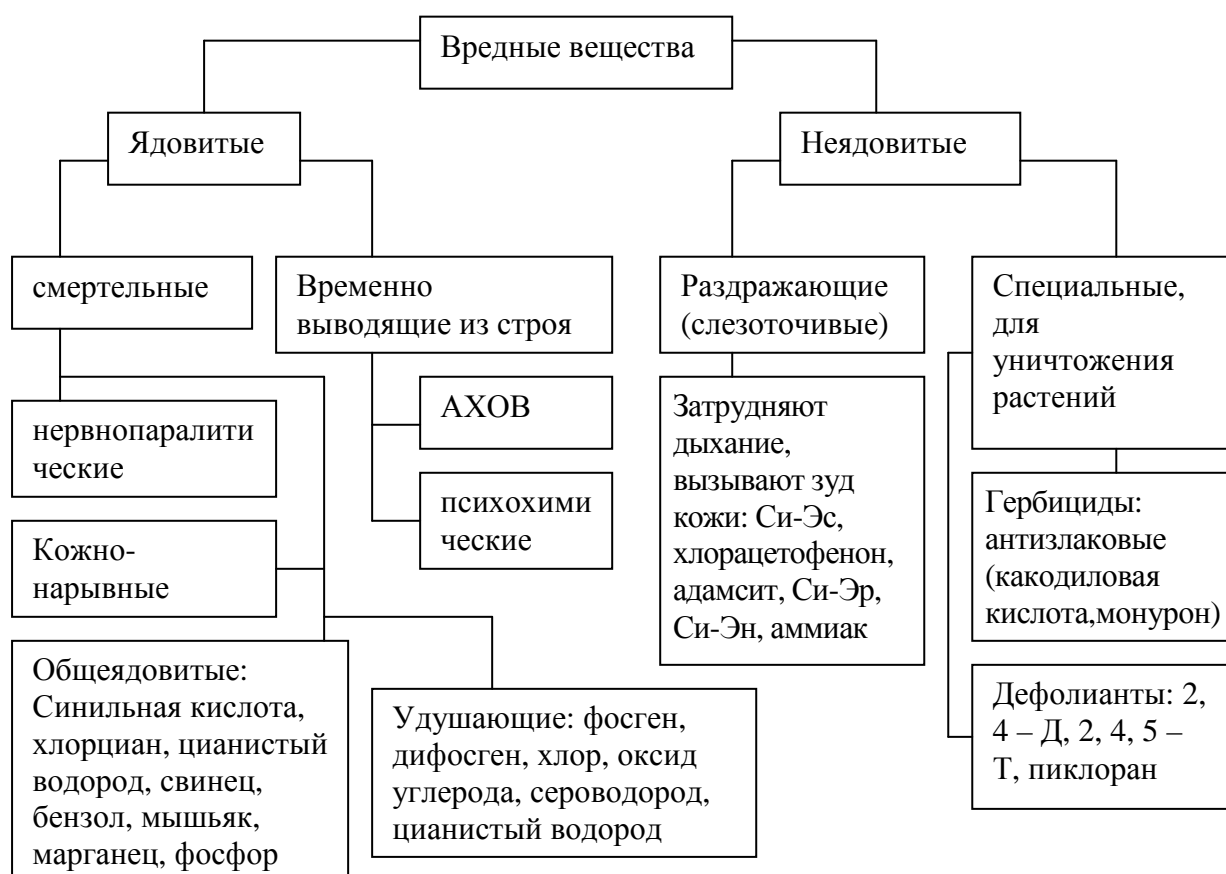 Вредные вещества
Ядовитые
Неядовитые
смертельные
Временно
выводящие из строя
Раздражающие
(слезоточивые)
Специальные,
для
уничтожения
растений
нервнопаралити
ческие
АХОВ
Затрудняют
дыхание,
вызывают зуд
кожи: Си-Эс,
хлорацетофенон,
адамсит, Си-Эр,
Си-Эн, аммиак
психохими
ческие
Гербициды:
антизлаковые
(какодиловая
кислота,монурон)
Кожно-
нарывные
Общеядовитые:
Синильная кислота,
хлорциан, цианистый
водород, свинец,
бензол, мышьяк,
марганец, фосфор
Удушающие: фосген,
дифосген, хлор, оксид
углерода, сероводород,
цианистый водород
Дефолианты: 2,
4 – Д, 2, 4, 5 –
Т, пиклоран